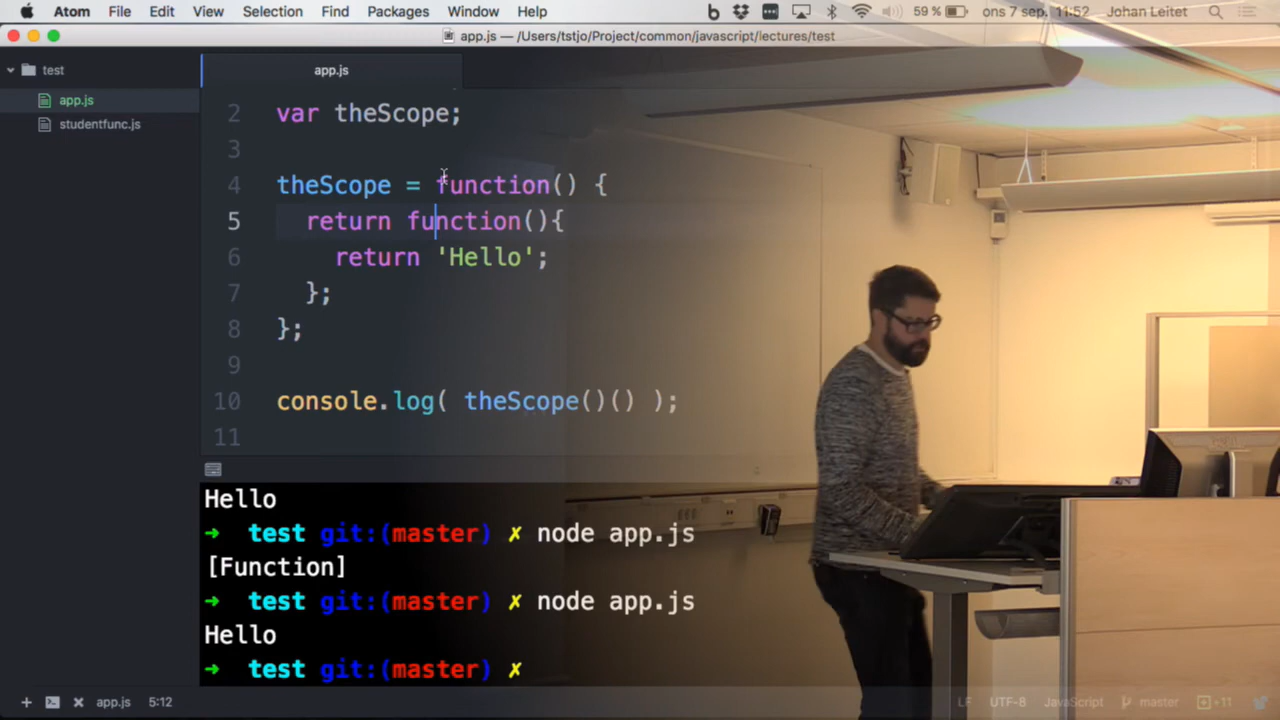 Atom File Edit View Selection Find Packages Window Help 59 % ons 7 sep. 11:52 Johan Leitet
app.js — /Users/tstjo/Project/common/javascript/lectures/test
test
app.js
studentfunc.js
app.js
2 var theScope;
3
4 theScope = function() {
5 return function(){
6 return 'Hello';
7 };
8 };
9
10 console.log( theScope()() );
11
Hello
➜ test git:(master) ✗ node app.js
[Function]
➜ test git:(master) ✗ node app.js
Hello
➜ test git:(master) ✗
app.js 5:12 LF UTF-8 JavaScript master +11